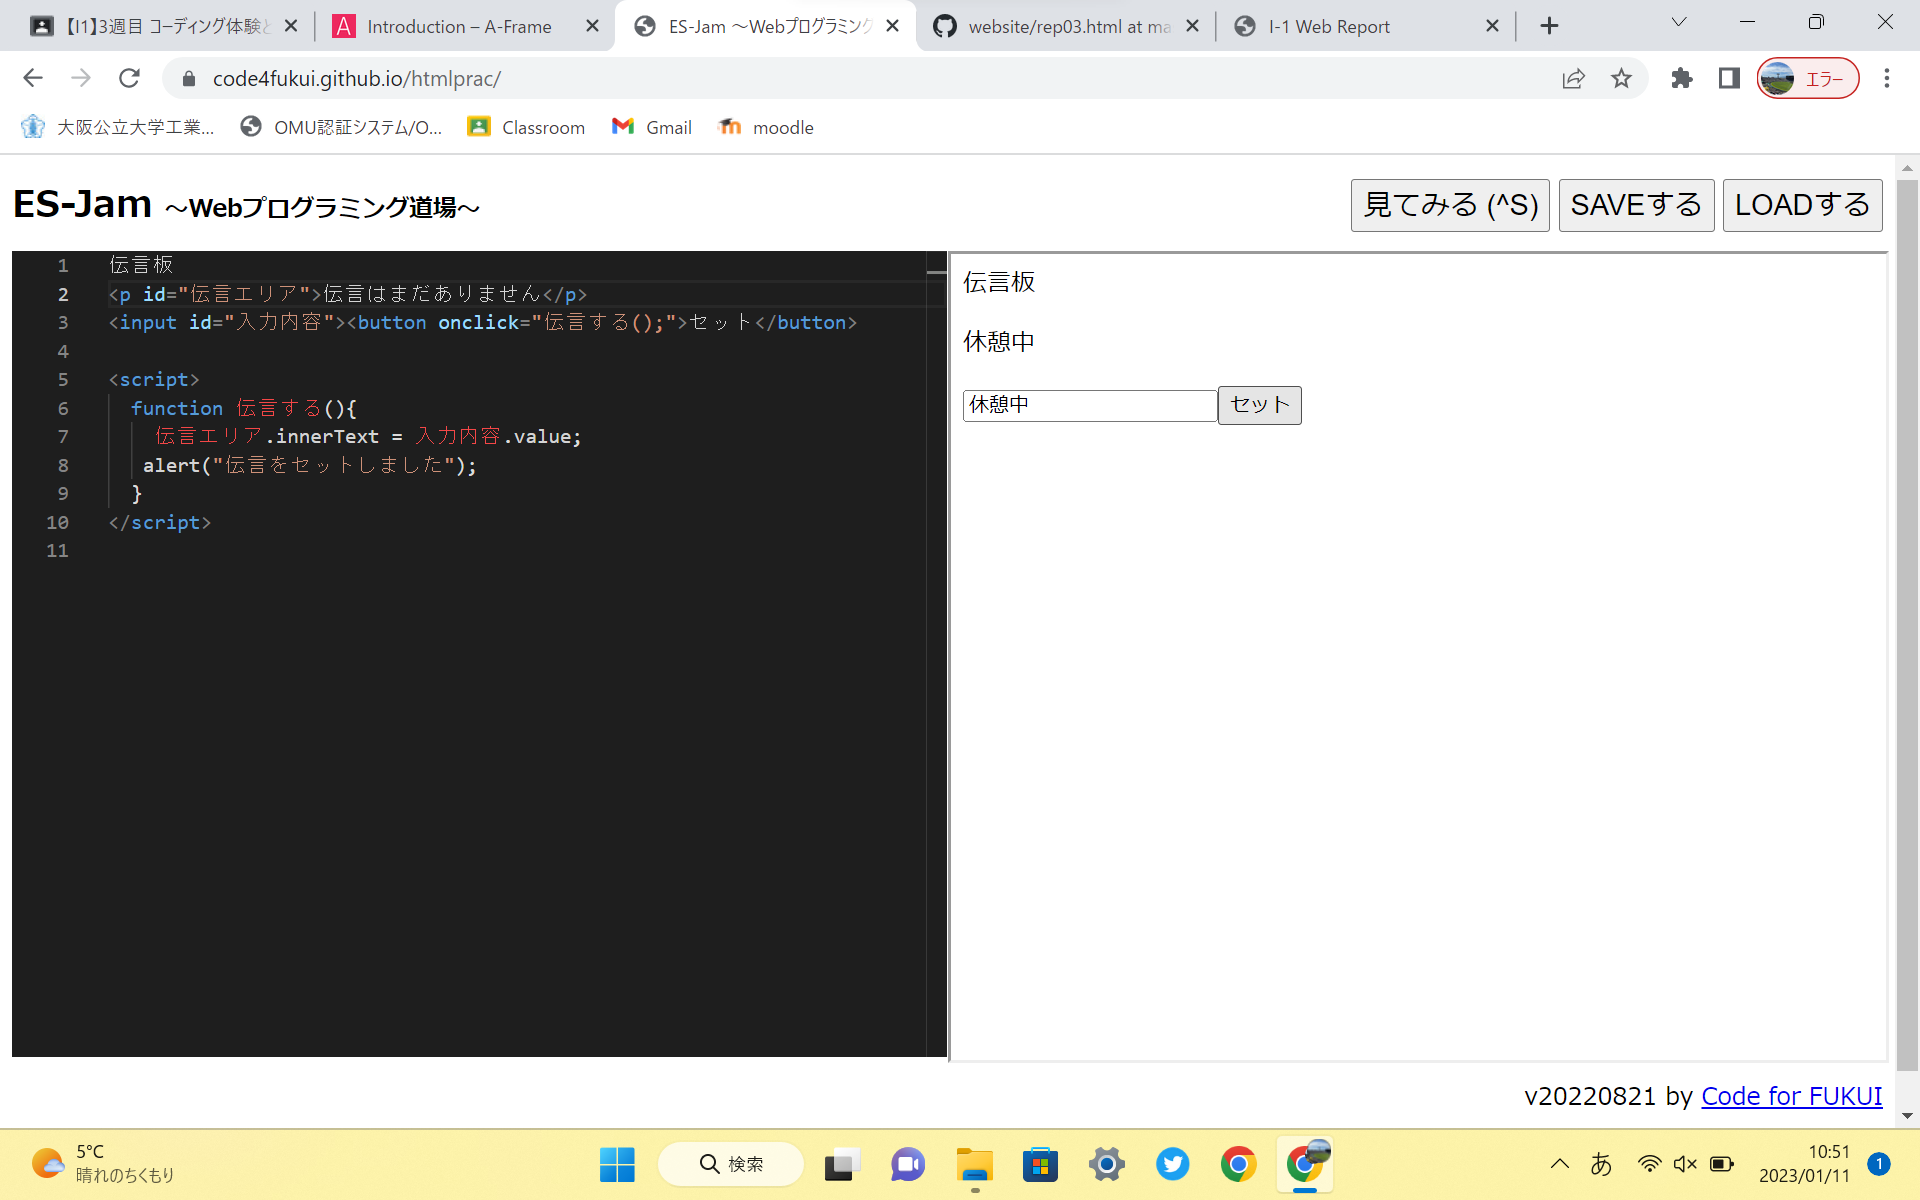 【I1】3週目 コーディング体験と
Introduction – A-Frame
ES-Jam 〜Webプログラミング
website/rep03.html at ma
I-1 Web Report
code4fukui.github.io/htmlprac/
エラー
大阪公立大学工業...
OMU認証システム/O...
Classroom
Gmail
moodle
ES-Jam 〜Webプログラミング道場〜
見てみる (^S)
SAVEする
LOADする
1 伝言板
2 <p id="伝言エリア">伝言はまだありません</p>
3 <input id="入力内容"><button onclick="伝言する();">セット</button>
4
5 <script>
6 function 伝言する(){
7 伝言エリア.innerText = 入力内容.value;
8 alert("伝言をセットしました");
9 }
10 </script>
11
伝言板
休憩中
休憩中 セット
v20220821 by Code for FUKUI
5°C
晴れのちくもり
検索
あ
10:51
2023/01/11
1